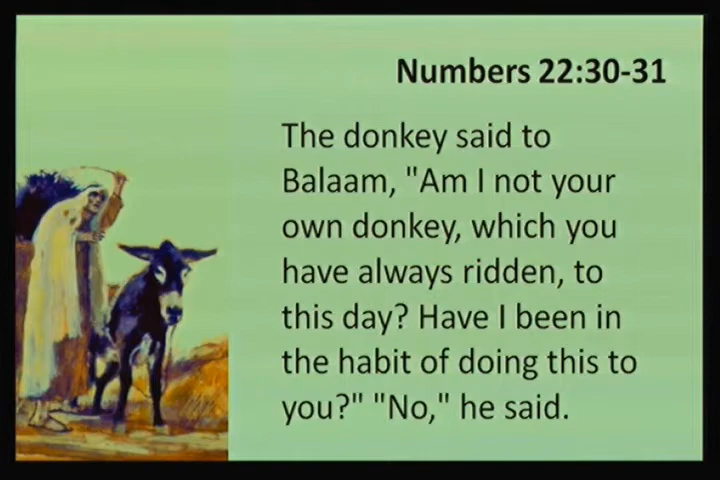 Numbers 22:30-31
The donkey said to
Balaam, "Am I not your
own donkey, which you
have always ridden, to
this day? Have I been in
the habit of doing this to
you?" "No," he said.